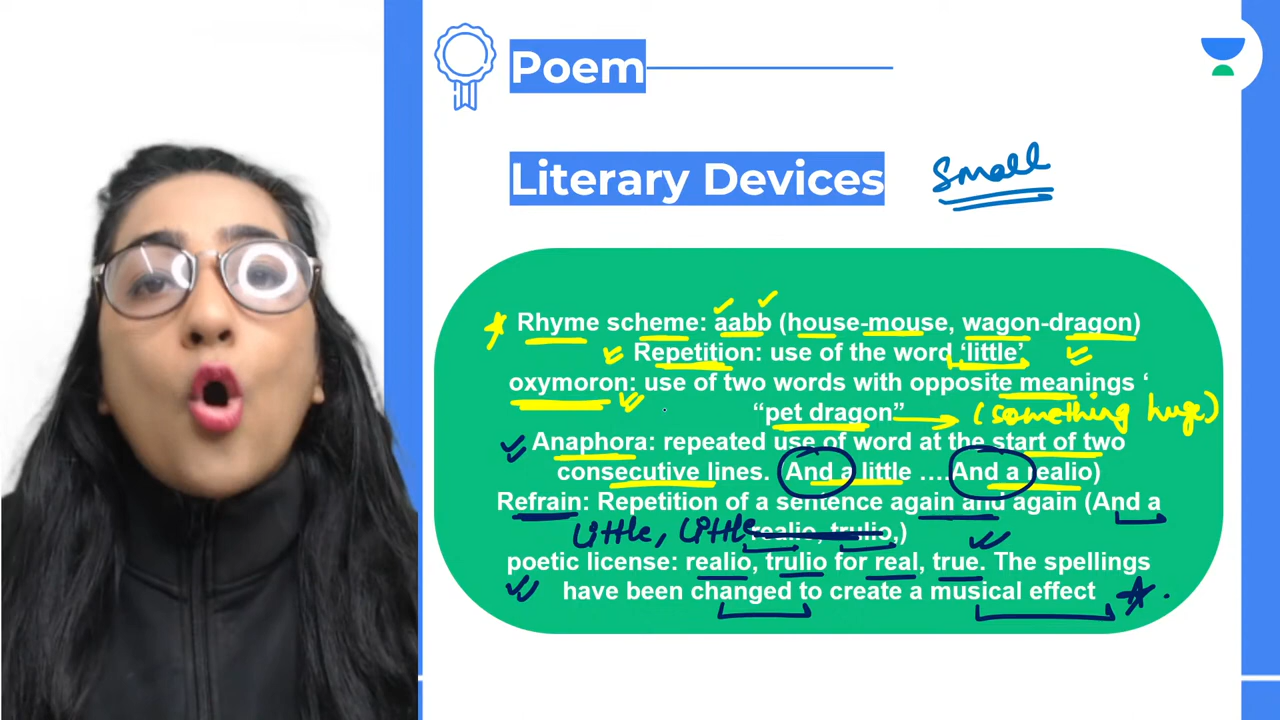 Poem
Literary Devices
Small
Rhyme scheme: aabb (house-mouse, wagon-dragon)
Repetition: use of the word ‘little’
oxymoron: use of two words with opposite meanings ‘
“pet dragon” (something huge)
Anaphora: repeated use of word at the start of two
consecutive lines. (And a little ….And a realio)
Refrain: Repetition of a sentence again and again (And a
little, little realio, trulio,)
poetic license: realio, trulio for real, true. The spellings
have been changed to create a musical effect